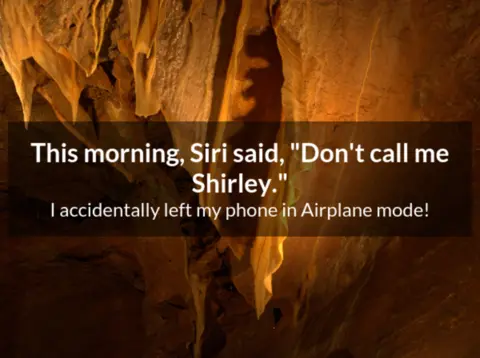 This morning, Siri said, "Don't call me
Shirley."
I accidentally left my phone in Airplane mode!